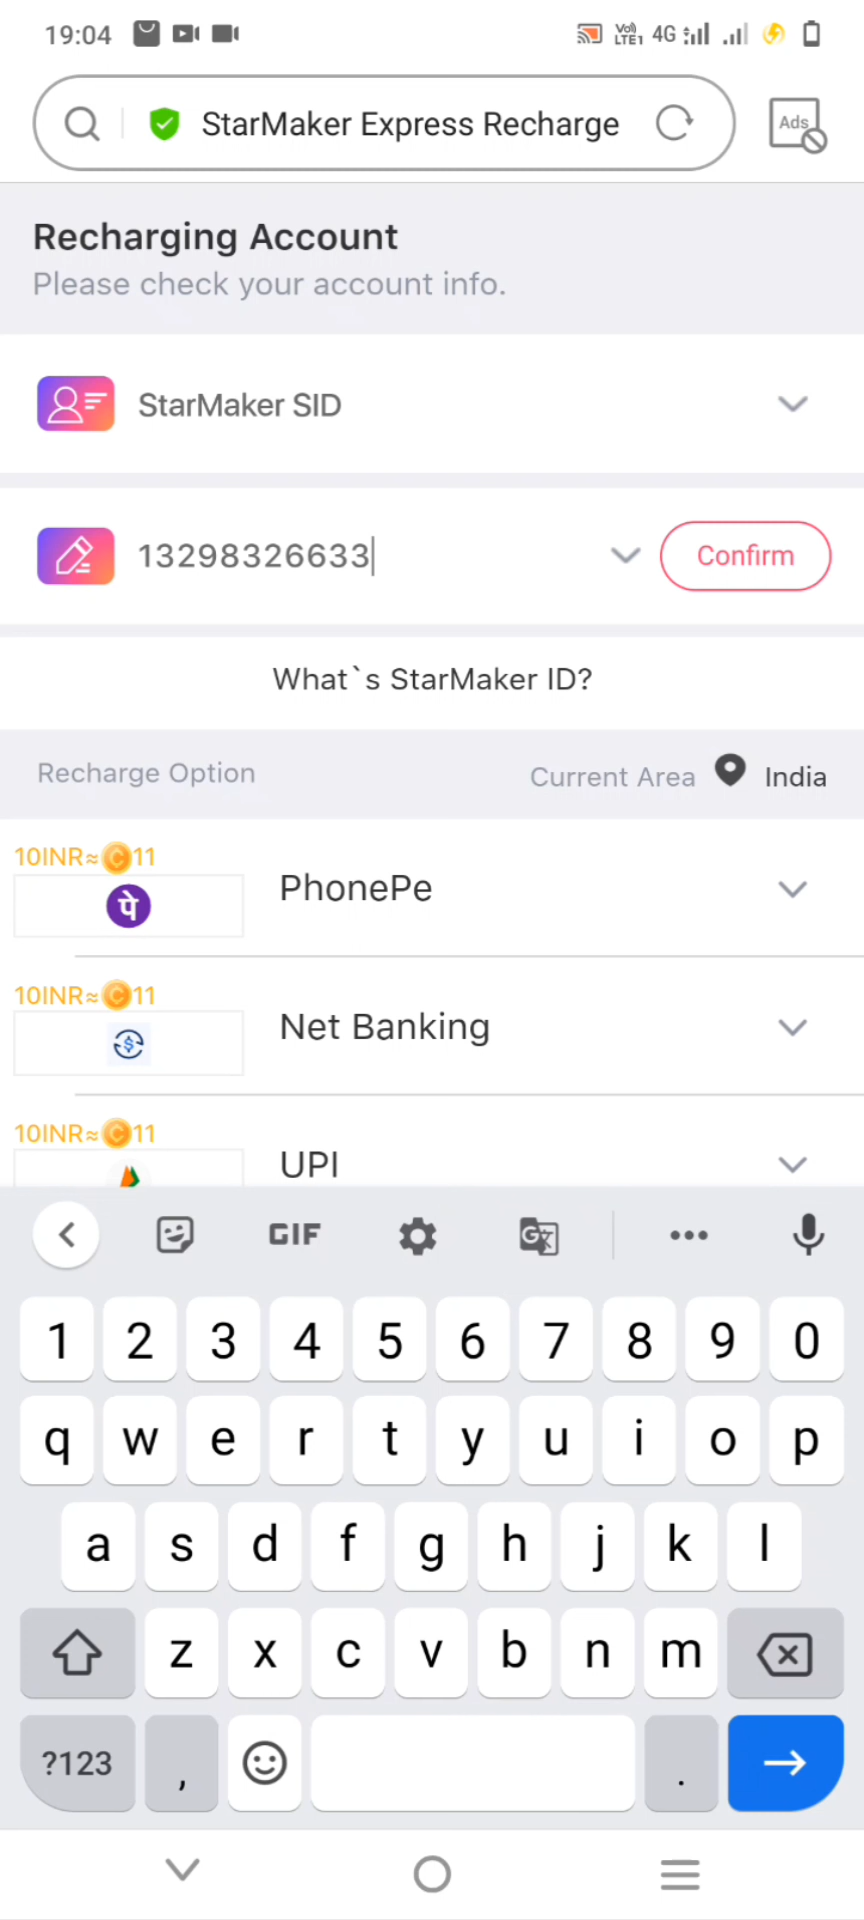 19:04 Vo) LTE1 4G
StarMaker Express Recharge Ads
Recharging Account
Please check your account info.
StarMaker SID
13298326633 Confirm
What`s StarMaker ID?
Recharge Option Current Area India
10INR≈ C 11
पे PhonePe
10INR≈ C 11
$ Net Banking
10INR≈ C 11
UPI
GIF G
1 2 3 4 5 6 7 8 9 0
q w e r t y u i o p
a s d f g h j k l
z x c v b n m
?123 , .